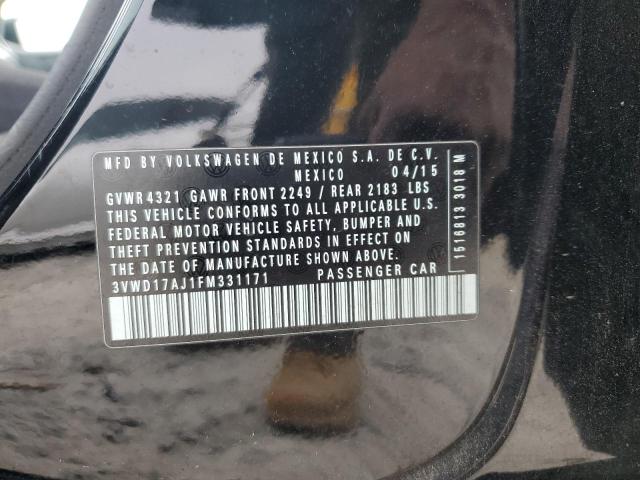 MFD BY VOLKSWAGEN DE MEXICO S.A. DE C.V.
MEXICO 04/15
GVWR 4321 GAWR FRONT 2249 / REAR 2183 LBS
THIS VEHICLE CONFORMS TO ALL APPLICABLE U.S.
FEDERAL MOTOR VEHICLE SAFETY, BUMPER AND
THEFT PREVENTION STANDARDS IN EFFECT ON
THE DATE OF MANUFACTURE SHOWN ABOVE.
3VWD17AJ1FM331171 PASSENGER CAR
1516813 3018 M